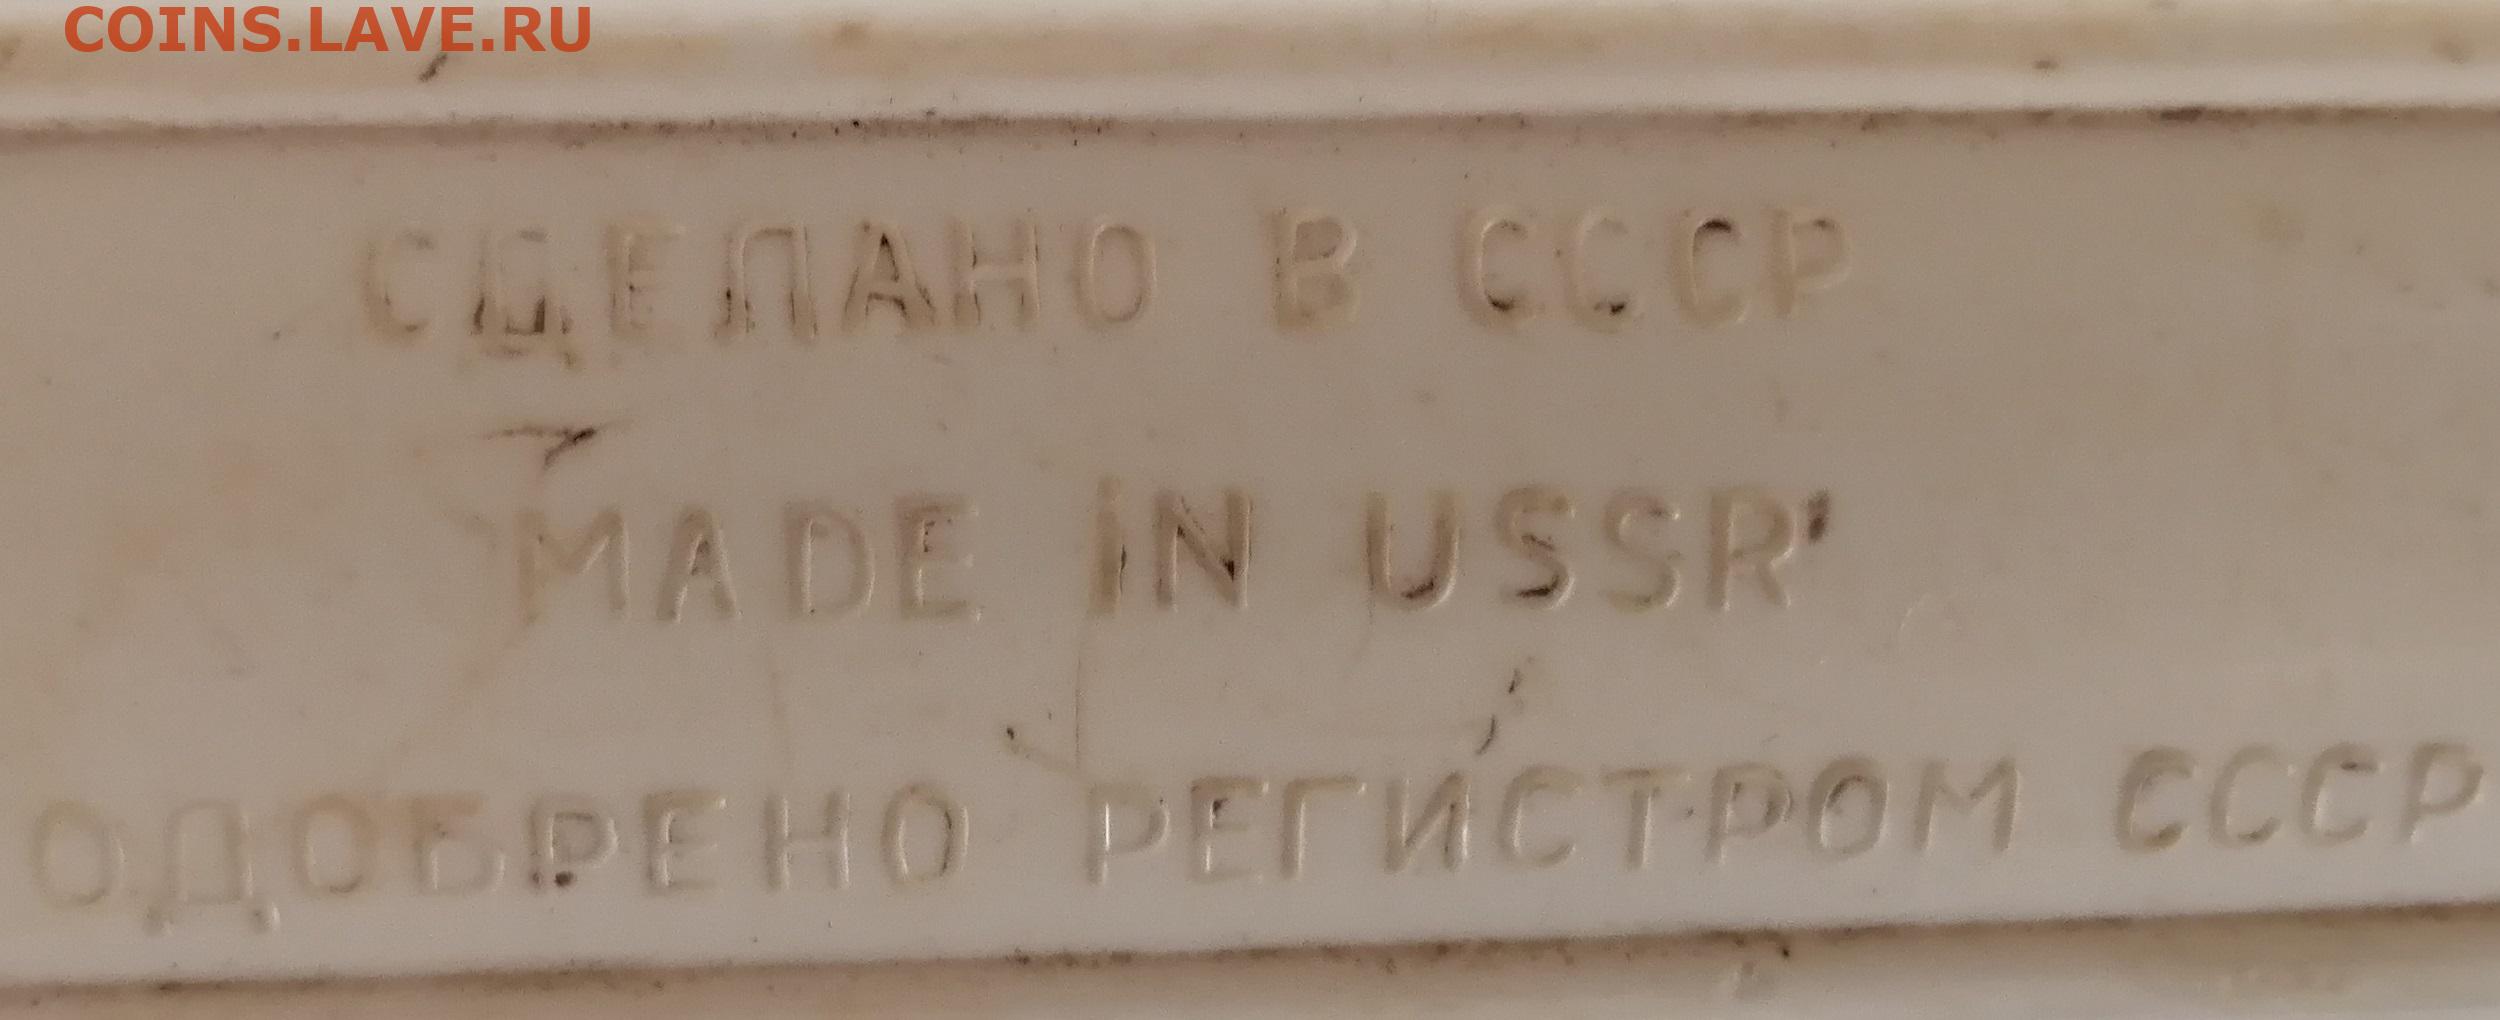 COINS.LAVE.RU
СДЕЛАНО В СССР
MADE IN USSR
ОДОБРЕНО РЕГИСТРОМ СССР